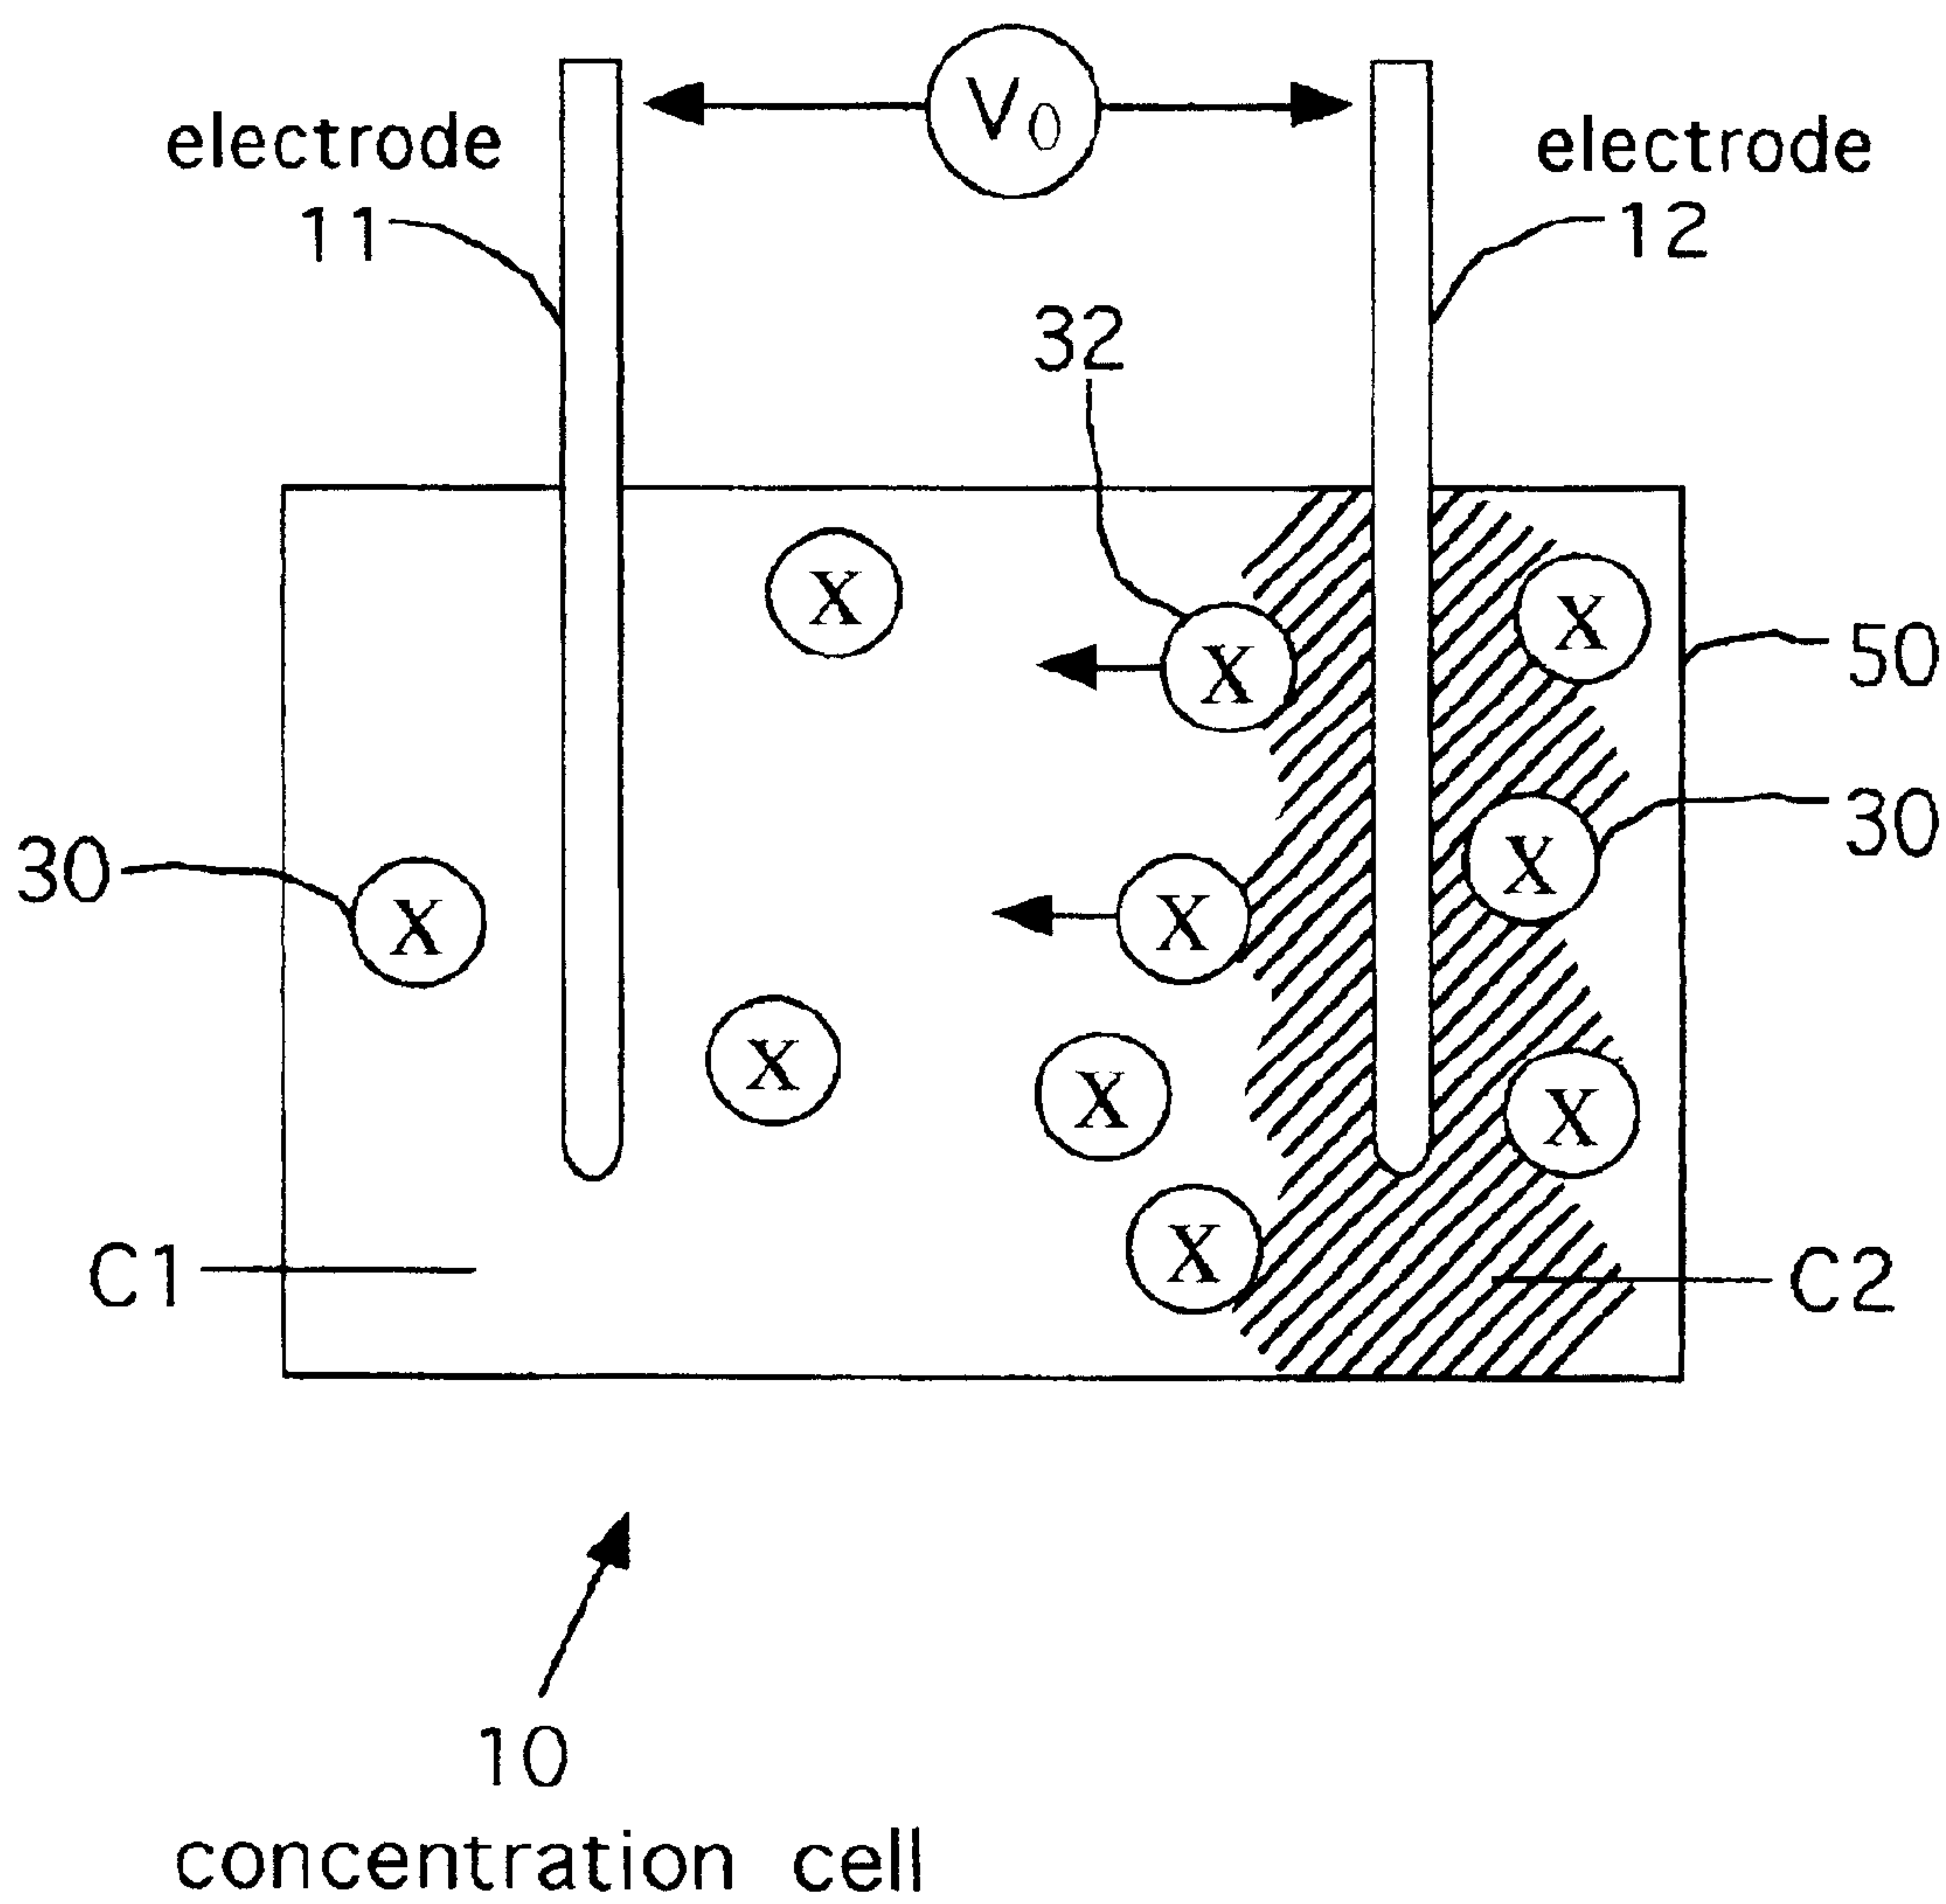 V0
electrode
11
electrode
12
32
X
X
X
50
X
30
30
X
X
X
X
X
X
C1
C2
10
concentration cell